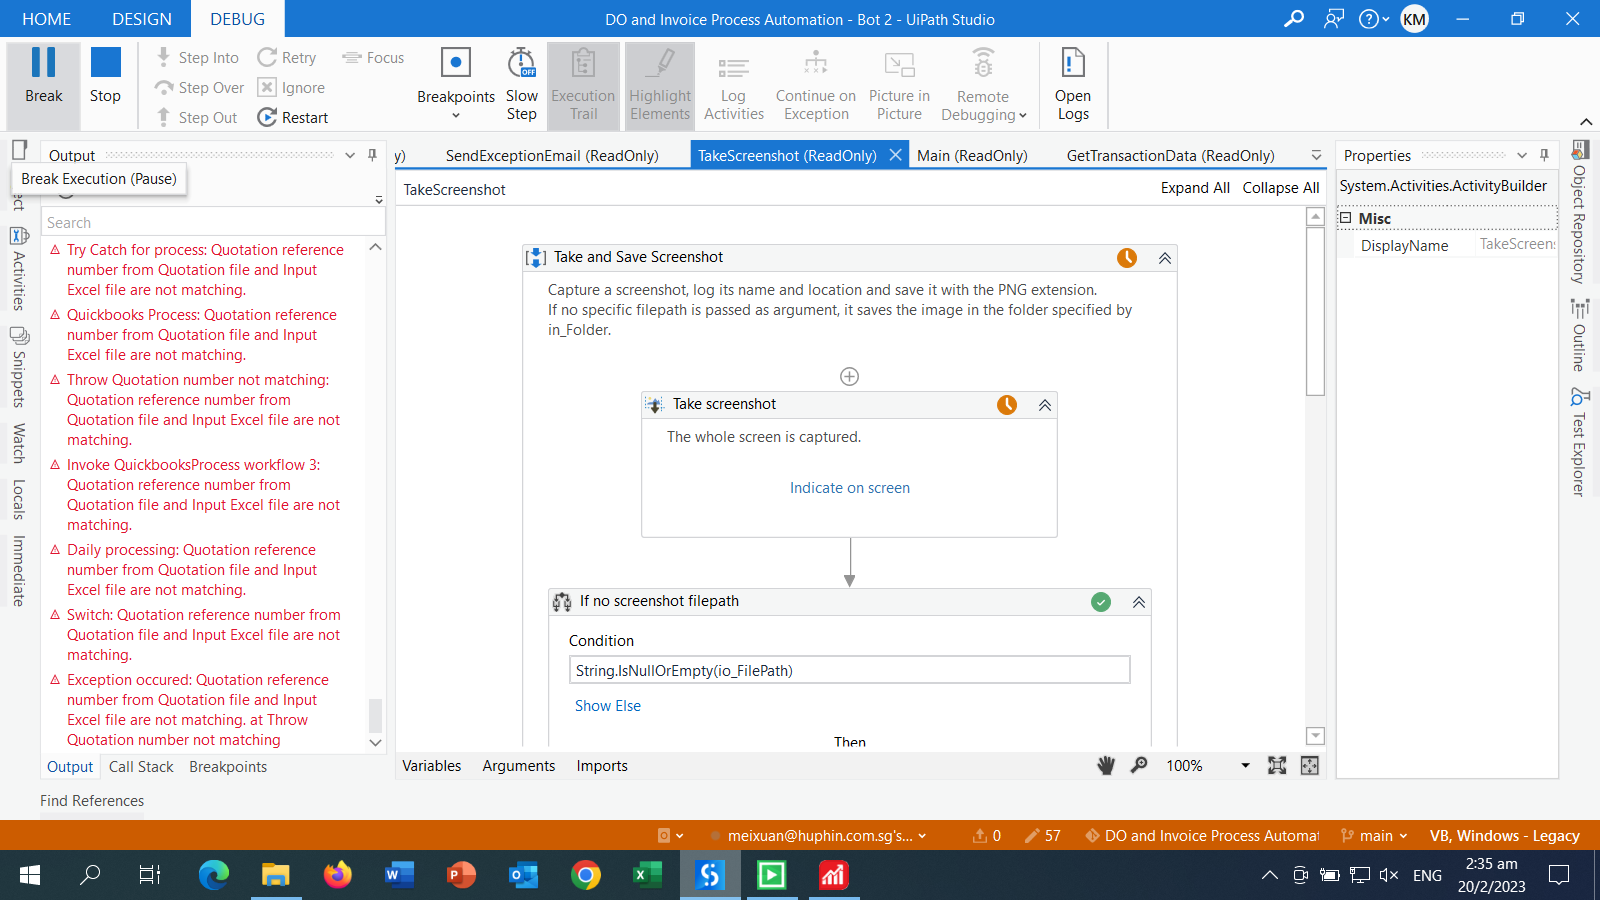 HOME
DESIGN
DEBUG
DO and Invoice Process Automation - Bot 2 - UiPath Studio
KM
Break
Stop
Step Into
Step Over
Step Out
Retry
Ignore
Restart
Focus
Breakpoints
Slow
Step
OFF
Execution
Trail
Highlight
Elements
Log
Activities
Continue on
Exception
Picture in
Picture
Remote
Debugging
Open
Logs
Output
Break Execution (Pause)
Search
Try Catch for process: Quotation reference
number from Quotation file and Input
Excel file are not matching.
Quickbooks Process: Quotation reference
number from Quotation file and Input
Excel file are not matching.
Throw Quotation number not matching:
Quotation reference number from
Quotation file and Input Excel file are not
matching.
Invoke QuickbooksProcess workflow 3:
Quotation reference number from
Quotation file and Input Excel file are not
matching.
Daily processing: Quotation reference
number from Quotation file and Input
Excel file are not matching.
Switch: Quotation reference number from
Quotation file and Input Excel file are not
matching.
Exception occured: Quotation reference
number from Quotation file and Input
Excel file are not matching. at Throw
Quotation number not matching
Output
Call Stack
Breakpoints
Find References
ect
Activities
Snippets
Watch
Locals
Immediate
y)
SendExceptionEmail (ReadOnly)
TakeScreenshot (ReadOnly)
Main (ReadOnly)
GetTransactionData (ReadOnly)
TakeScreenshot
Expand All
Collapse All
Take and Save Screenshot
Capture a screenshot, log its name and location and save it with the PNG extension.
If no specific filepath is passed as argument, it saves the image in the folder specified by
in_Folder.
Take screenshot
The whole screen is captured.
Indicate on screen
If no screenshot filepath
Condition
String.IsNullOrEmpty(io_FilePath)
Show Else
Then
Variables
Arguments
Imports
100%
Properties
System.Activities.ActivityBuilder
Misc
DisplayName
TakeScreens
Object Repository
Outline
Test Explorer
meixuan@huphin.com.sg's...
0
57
DO and Invoice Process Automat
main
VB, Windows - Legacy
ENG
2:35 am
20/2/2023